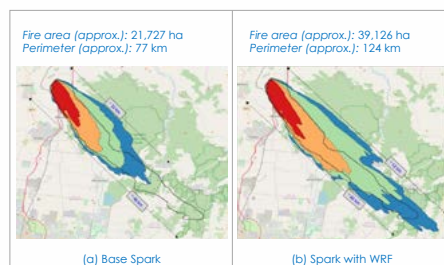 Fire area (approx.): 21,727 ha
Perimeter (approx.): 77 km
Fire area (approx.): 39,126 ha
Perimeter (approx.): 124 km
(a) Base Spark
(b) Spark with WRF